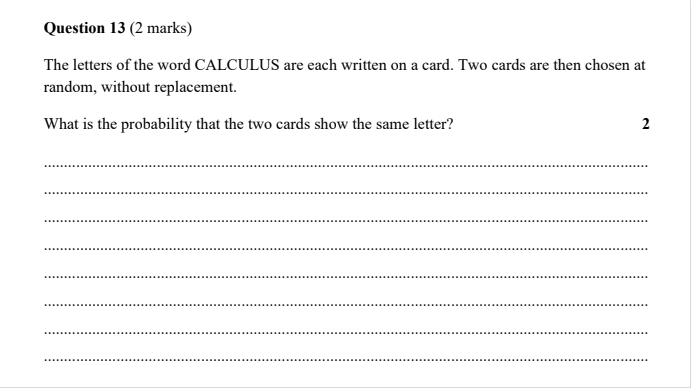 Question 13 (2 marks)
The letters of the word CALCULUS are each written on a card. Two cards are then chosen at
random, without replacement.
What is the probability that the two cards show the same letter? 2